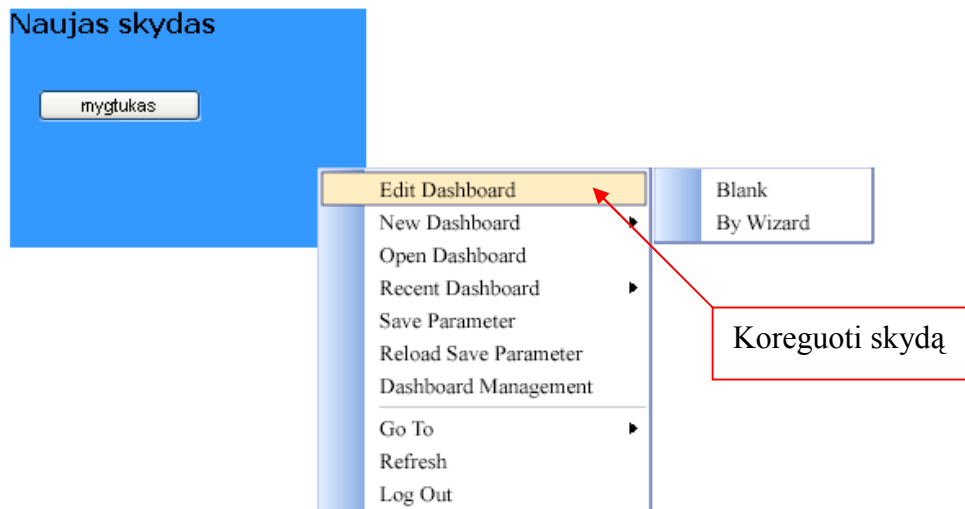 Naujas skydas
mygtukas
Edit Dashboard
New Dashboard
Open Dashboard
Recent Dashboard
Save Parameter
Reload Save Parameter
Dashboard Management
Go To
Refresh
Log Out
Blank
By Wizard
Koreguoti skydą